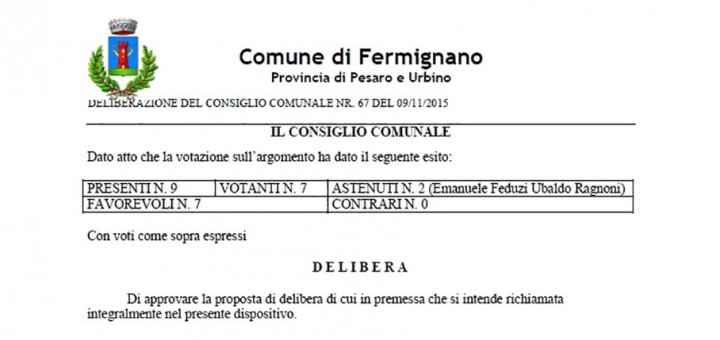 Comune di Fermignano
Provincia di Pesaro e Urbino
DELIBERAZIONE DEL CONSIGLIO COMUNALE NR. 67 DEL 09/11/2015
IL CONSIGLIO COMUNALE
Dato atto che la votazione sull'argomento ha dato il seguente esito:
PRESENTI N. 9 VOTANTI N. 7 ASTENUTI N. 2 (Emanuele Feduzi Ubaldo Ragnoni)
FAVOREVOLI N. 7 CONTRARI N. 0
Con voti come sopra espressi
D E L I B E R A
Di approvare la proposta di delibera di cui in premessa che si intende richiamata
integralmente nel presente dispositivo.